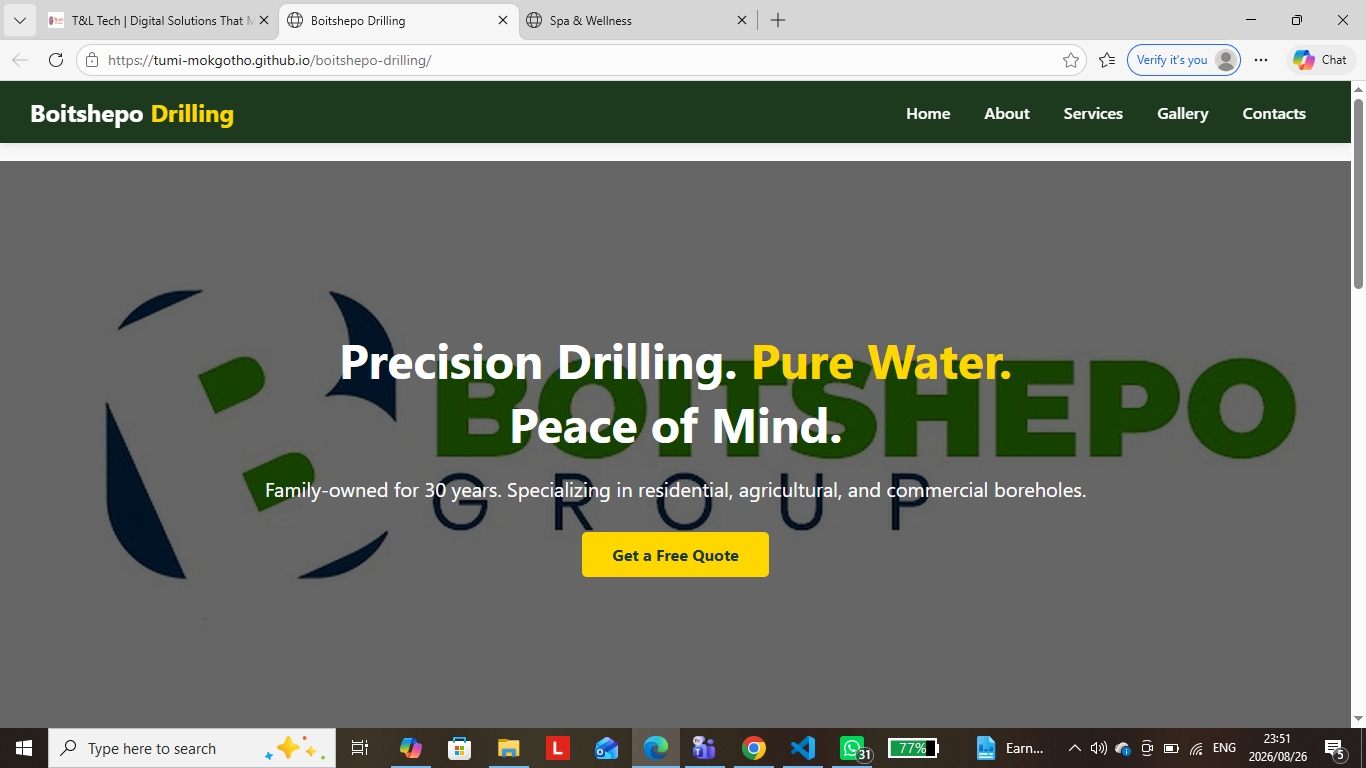 T&L Tech | Digital Solutions That M
Boitshepo Drilling
Spa & Wellness
https://tumi-mokgotho.github.io/boitshepo-drilling/
Verify it's you
Chat
Boitshepo Drilling
Home
About
Services
Gallery
Contacts
BOITSHEPO
GROUP
Precision Drilling. Pure Water.
Peace of Mind.
Family-owned for 30 years. Specializing in residential, agricultural, and commercial boreholes.
Get a Free Quote
Type here to search
L
31
77%
Earn...
ENG
23:51
2026/08/26
5